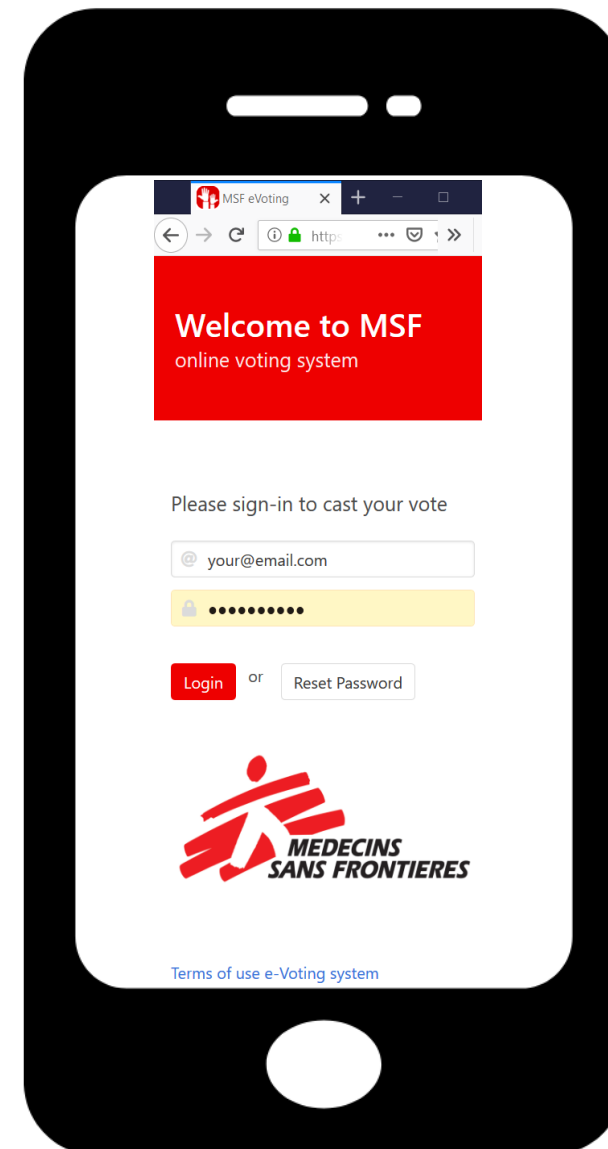 MSF eVoting
https
Welcome to MSF
online voting system
Please sign-in to cast your vote
@ your@email.com
••••••••••
Login or Reset Password
MEDECINS
SANS FRONTIERES
Terms of use e-Voting system